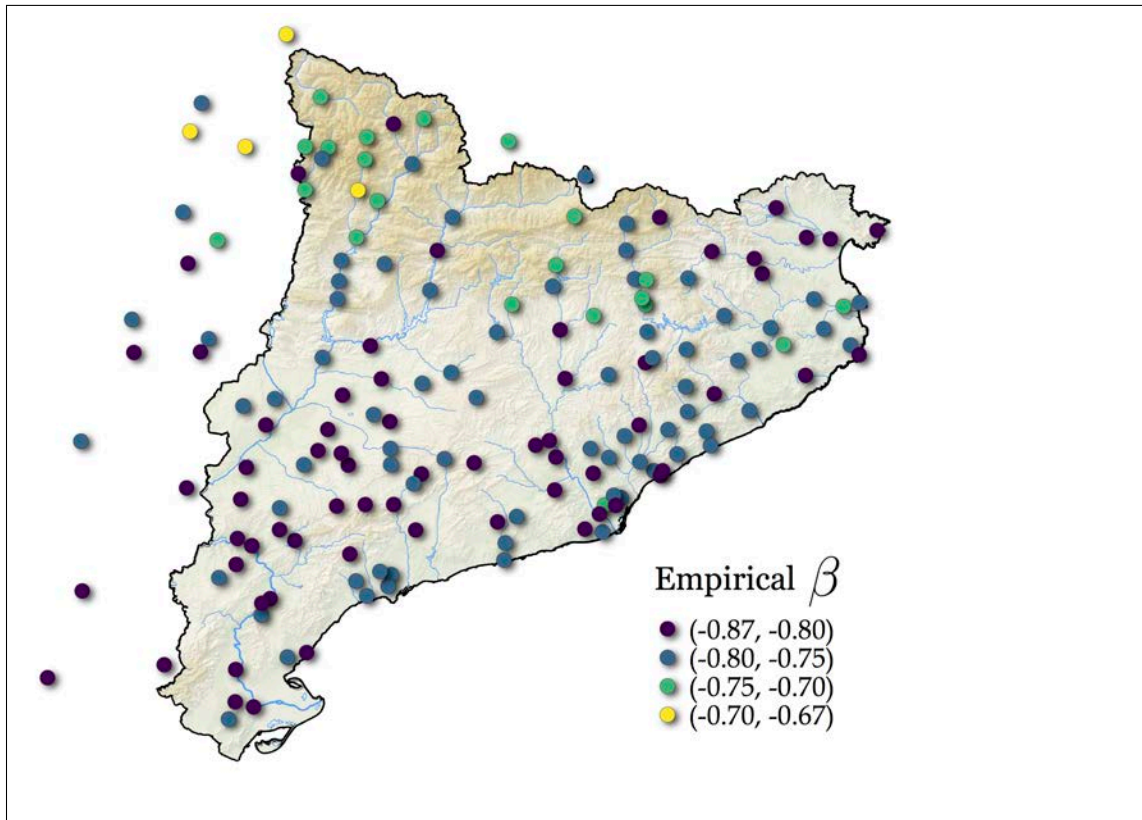 Empirical β
(-0.87, -0.80)
(-0.80, -0.75)
(-0.75, -0.70)
(-0.70, -0.67)